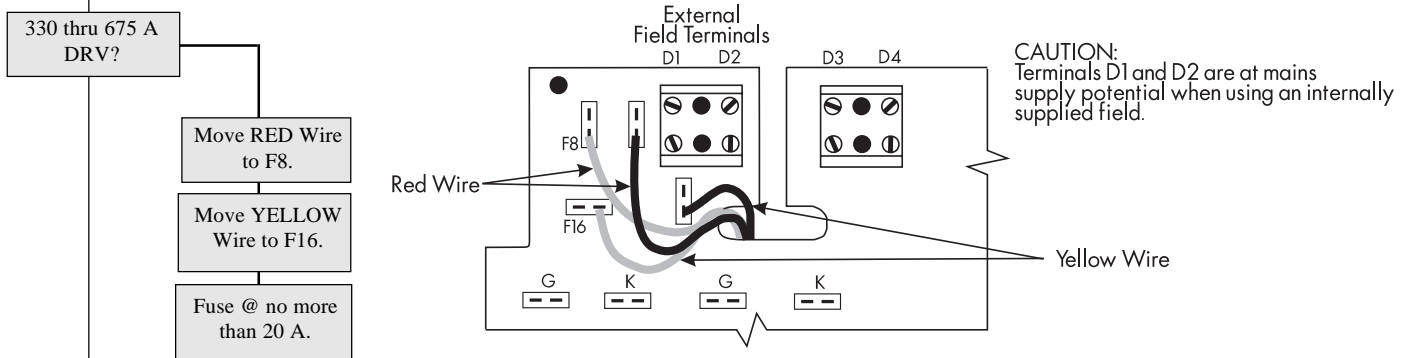 330 thru 675 A
DRV?
Move RED Wire
to F8.
Move YELLOW
Wire to F16.
Fuse @ no more
than 20 A.
External
Field Terminals
D1 D2
D3 D4
CAUTION:
Terminals D1 and D2 are at mains
supply potential when using an internally
supplied field.
F8
Red Wire
F16
Yellow Wire
G K G K